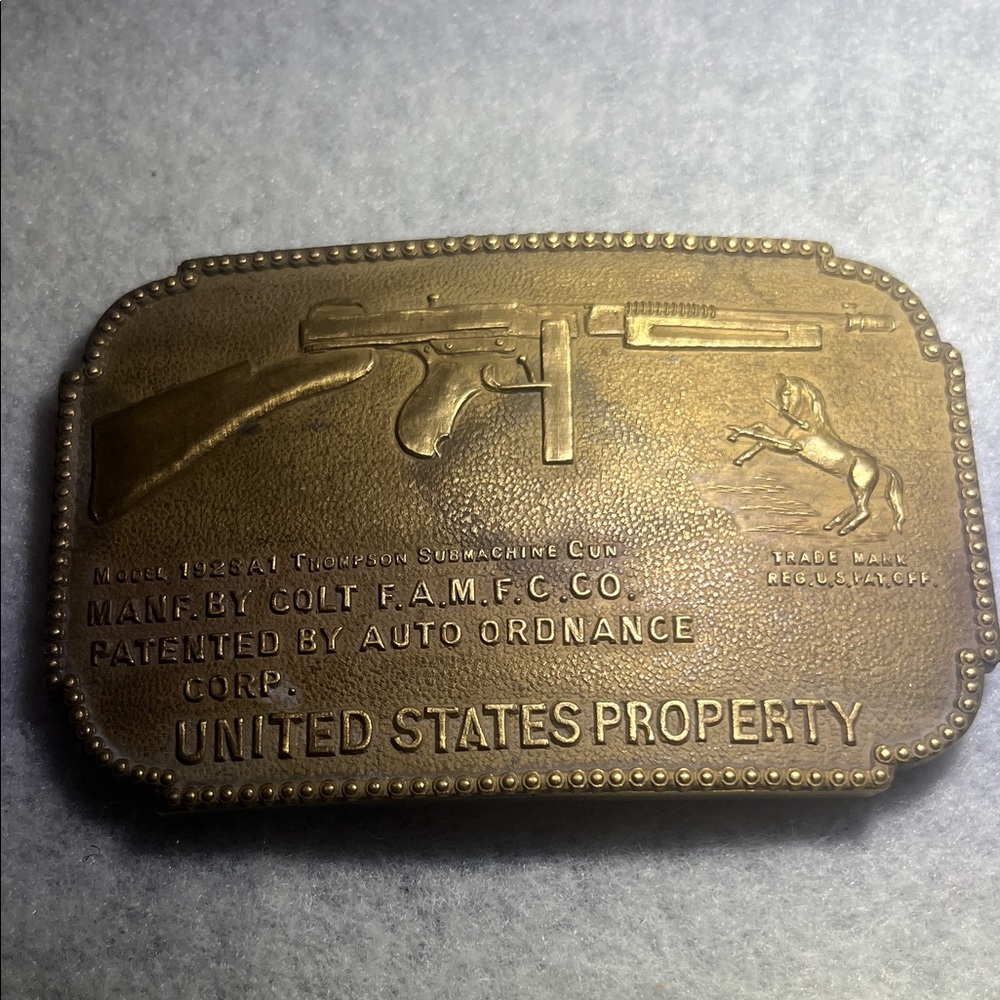 MODEL 1928A1 THOMPSON SUBMACHINE GUN
MANF. BY COLT F.A.M.F.C.CO.
PATENTED BY AUTO ORDNANCE
CORP.
UNITED STATES PROPERTY
TRADE MARK
REG.U.S.PAT.OFF.